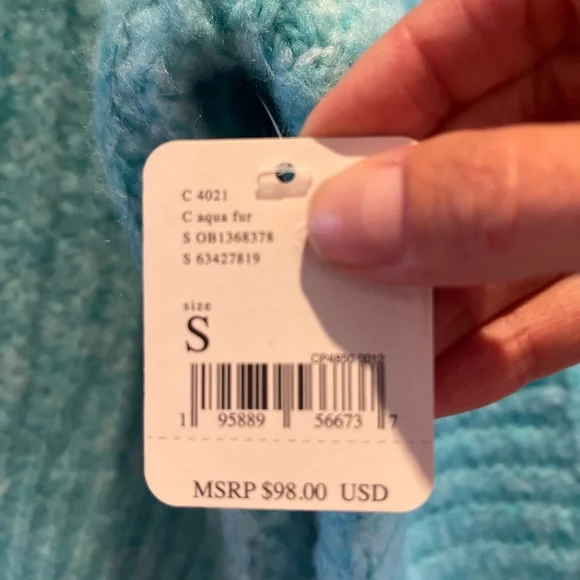 C 4021
C aqua fur
S OB1368378
S 63427819
size
S
1 95889 56673 7
MSRP $98.00 USD